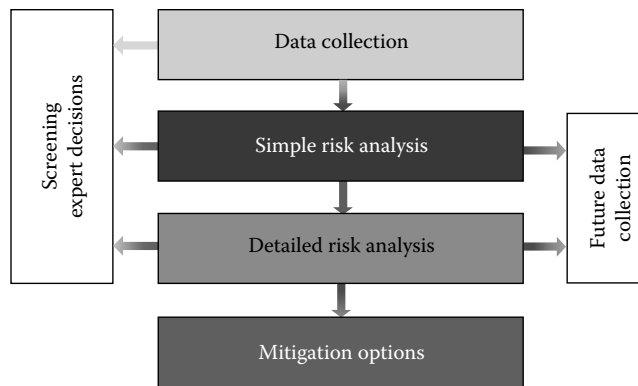 Data collection
Screening
expert decisions
Simple risk analysis
Future data
collection
Detailed risk analysis
Mitigation options